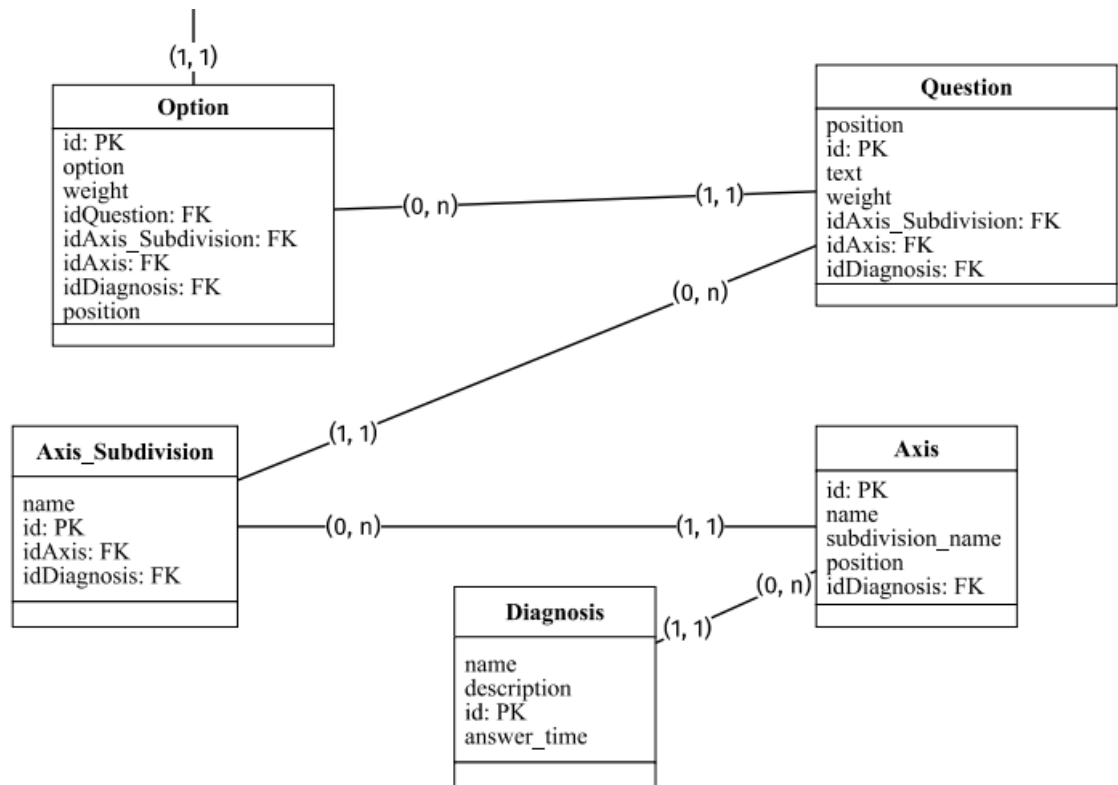 (1, 1)
Option
id: PK
option
weight
idQuestion: FK
idAxis_Subdivision: FK
idAxis: FK
idDiagnosis: FK
position
(0, n)
(1, 1)
Question
position
id: PK
text
weight
idAxis_Subdivision: FK
idAxis: FK
idDiagnosis: FK
(0, n)
(1, 1)
Axis_Subdivision
name
id: PK
idAxis: FK
idDiagnosis: FK
(0, n)
(1, 1)
Axis
id: PK
name
subdivision_name
position
idDiagnosis: FK
(0, n)
(1, 1)
Diagnosis
name
description
id: PK
answer_time